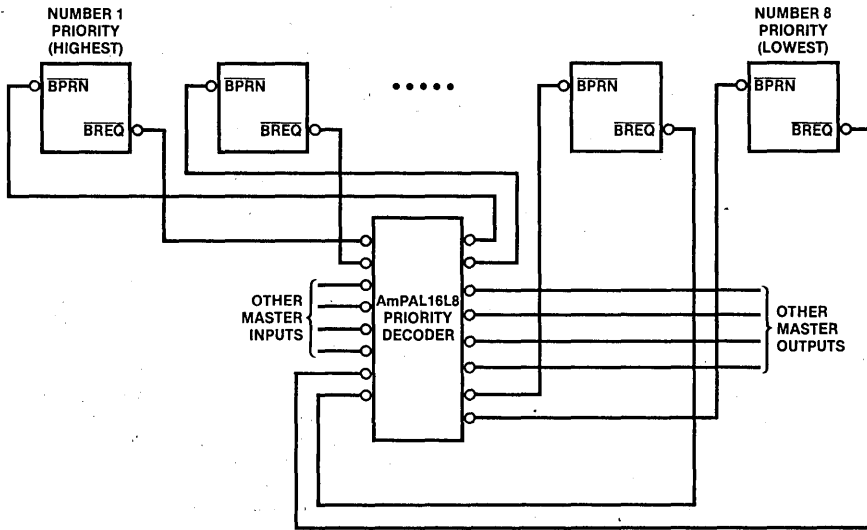 NUMBER 1
PRIORITY
(HIGHEST)
NUMBER 8
PRIORITY
(LOWEST)
BPRN
BREQ
BPRN
BREQ
•••••
BPRN
BREQ
BPRN
BREQ
OTHER
MASTER
INPUTS
AmPAL16L8
PRIORITY
DECODER
OTHER
MASTER
OUTPUTS